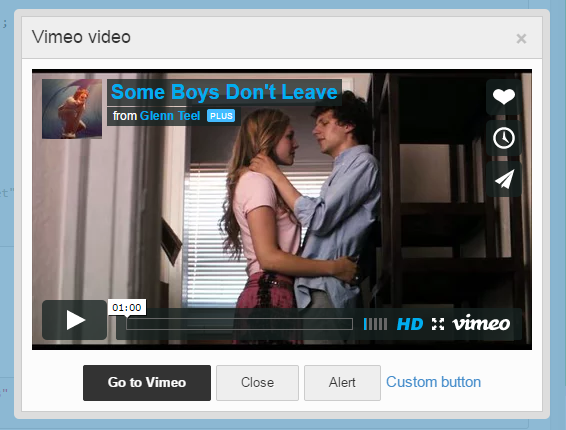 Vimeo video
×
Some Boys Don't Leave
from Glenn Teel PLUS
01:00
HD vimeo
Go to Vimeo Close Alert Custom button